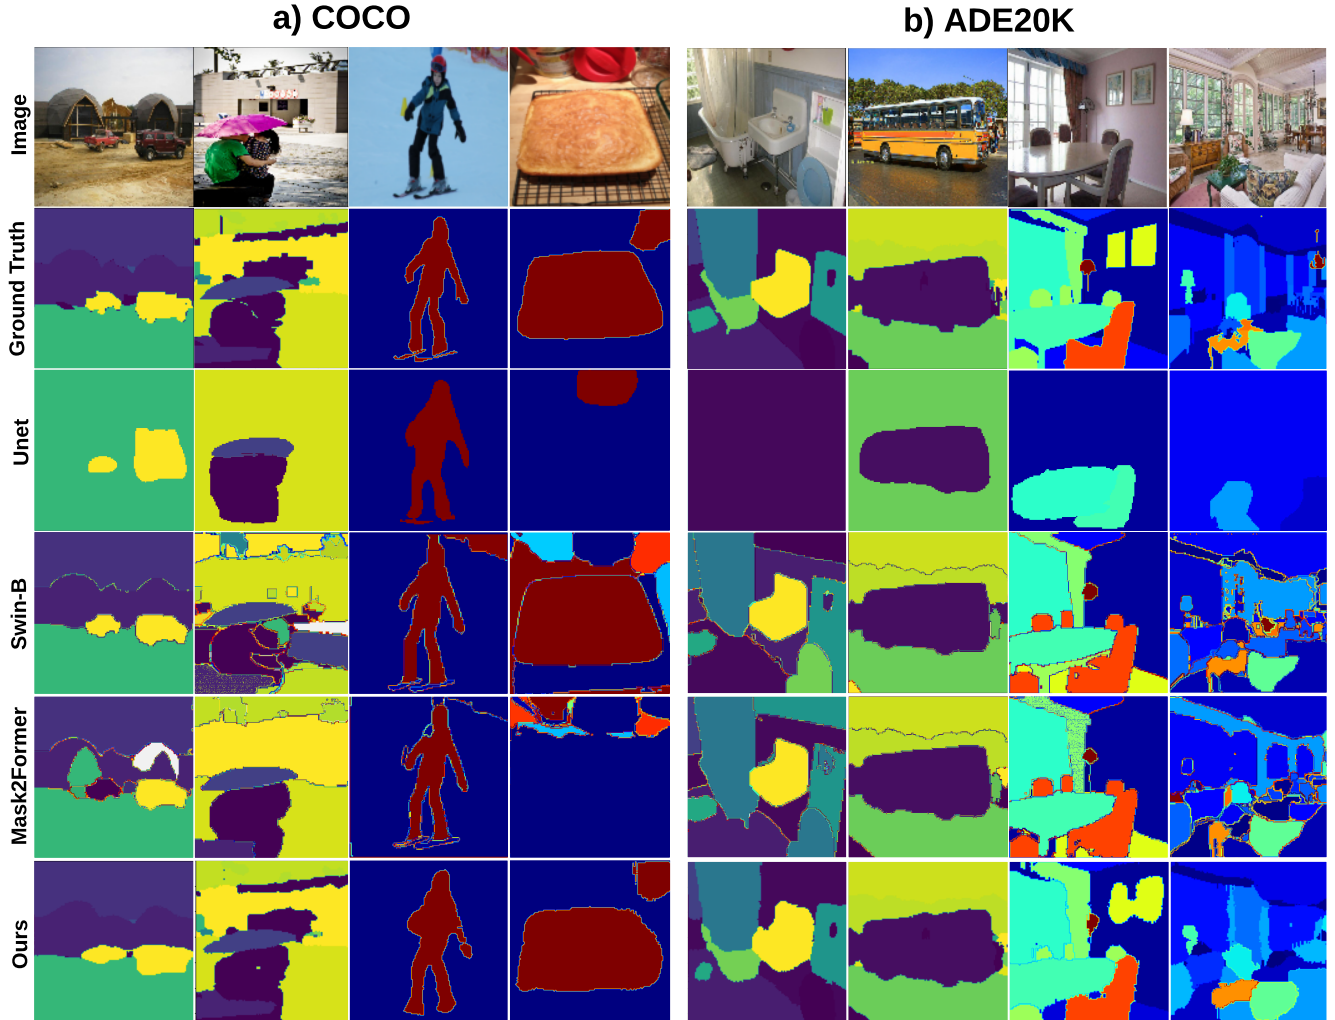 a) COCO
b) ADE20K
Image
Ground Truth
Unet
Swin-B
Mask2Former
Ours